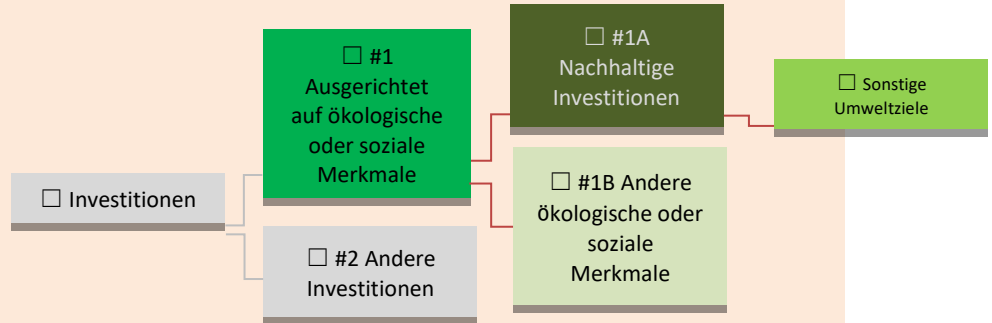 ☐ Investitionen
☐ #1
Ausgerichtet
auf ökologische
oder soziale
Merkmale
☐ #2 Andere
Investitionen
☐ #1A
Nachhaltige
Investitionen
☐ #1B Andere
ökologische oder
soziale
Merkmale
☐ Sonstige
Umweltziele